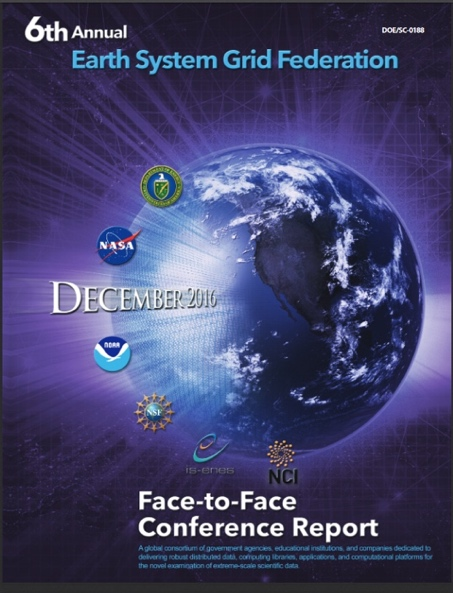 6th Annual
DOE/SC-0188
Earth System Grid Federation
NASA
DECEMBER 2016
NOAA
NSF
is-enes
NCI
Face-to-Face
Conference Report
A global consortium of government agencies, educational institutions, and companies dedicated to
delivering robust distributed data, computing libraries, applications, and computational platforms for
the novel examination of extreme-scale scientific data.